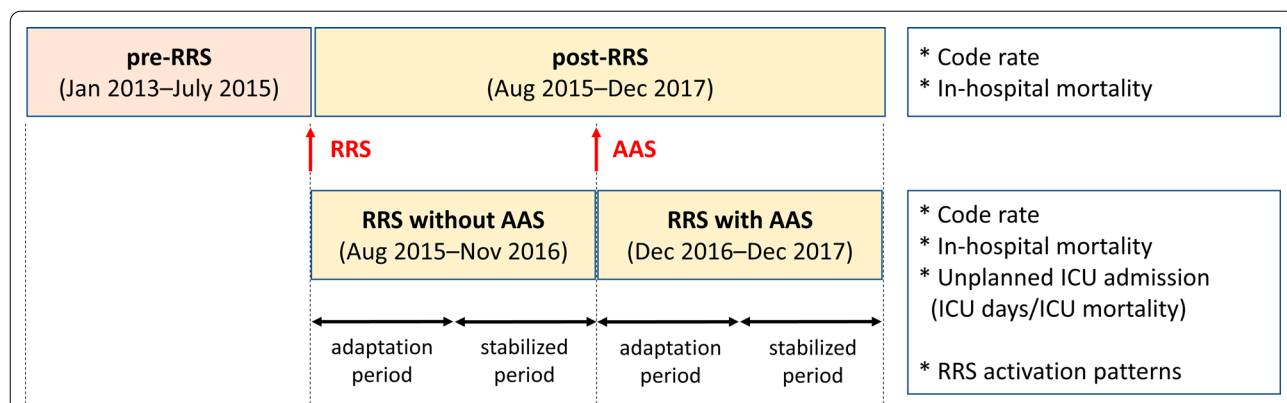 pre-RRS
(Jan 2013–July 2015)
post-RRS
(Aug 2015–Dec 2017)
* Code rate
* In-hospital mortality
RRS
AAS
RRS without AAS
(Aug 2015–Nov 2016)
RRS with AAS
(Dec 2016–Dec 2017)
* Code rate
* In-hospital mortality
* Unplanned ICU admission
(ICU days/ICU mortality)
* RRS activation patterns
adaptation
period
stabilized
period
adaptation
period
stabilized
period